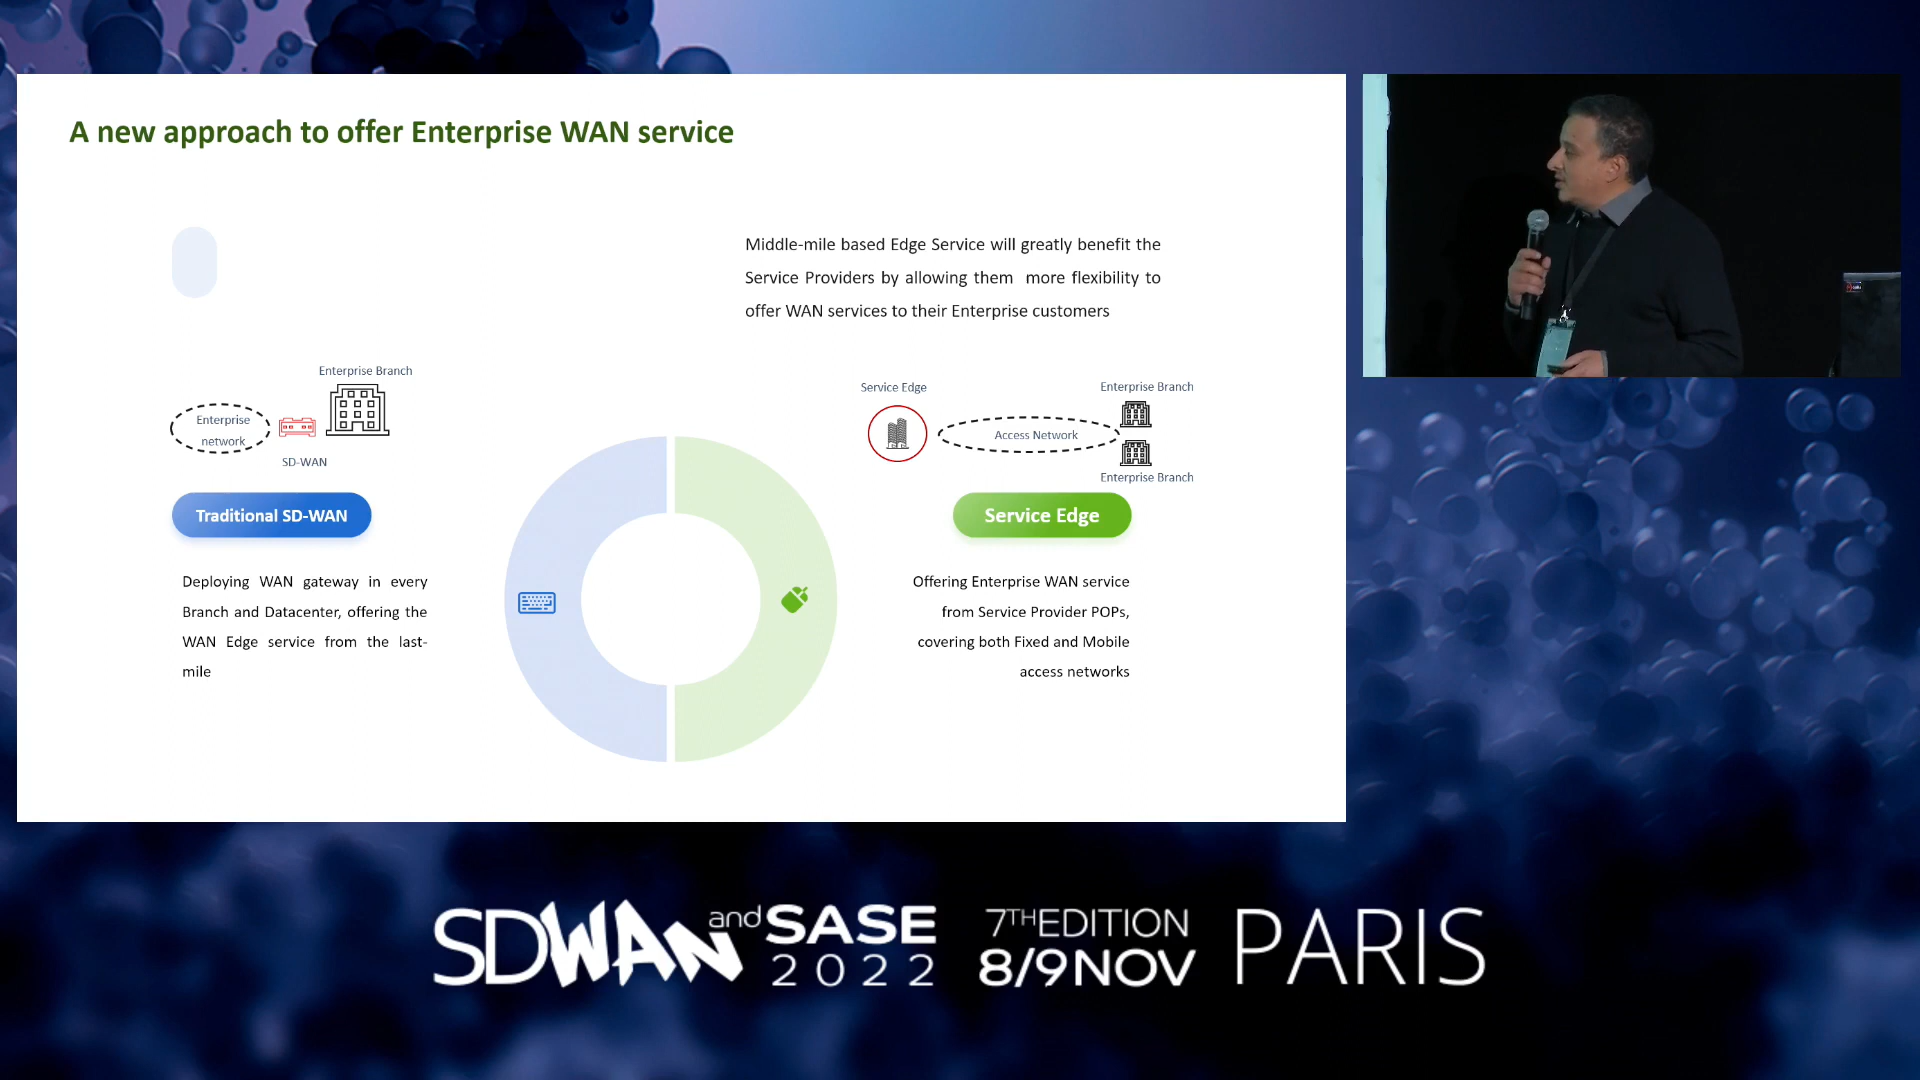 A new approach to offer Enterprise WAN service
Middle-mile based Edge Service will greatly benefit the
Service Providers by allowing them more flexibility to
offer WAN services to their Enterprise customers
Enterprise Branch
Enterprise
network
SD-WAN
Traditional SD-WAN
Deploying WAN gateway in every
Branch and Datacenter, offering the
WAN Edge service from the last-
mile
Service Edge
Enterprise Branch
Access Network
Enterprise Branch
Service Edge
Offering Enterprise WAN service
from Service Provider POPs,
covering both Fixed and Mobile
access networks
SDWAN and SASE 2022
7TH EDITION
8/9 NOV
PARIS